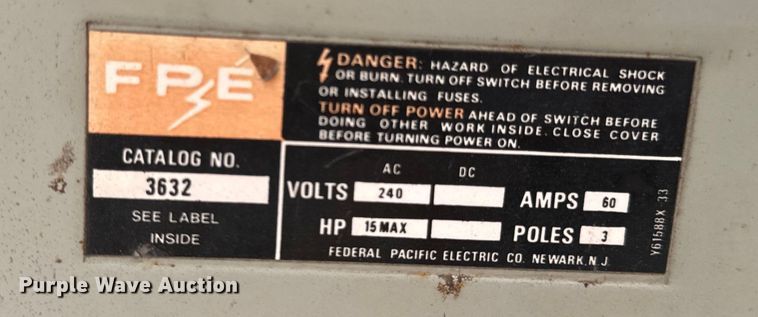 FPE
DANGER: HAZARD OF ELECTRICAL SHOCK
OR BURN. TURN OFF SWITCH BEFORE REMOVING
OR INSTALLING FUSES.
TURN OFF POWER AHEAD OF SWITCH BEFORE
DOING OTHER WORK INSIDE. CLOSE COVER
BEFORE TURNING POWER ON.
CATALOG NO.
3632
SEE LABEL
INSIDE
AC DC
VOLTS 240 AMPS 60
HP 15 MAX POLES 3
FEDERAL PACIFIC ELECTRIC CO. NEWARK, N.J.
Y61588X 33
Purple Wave Auction